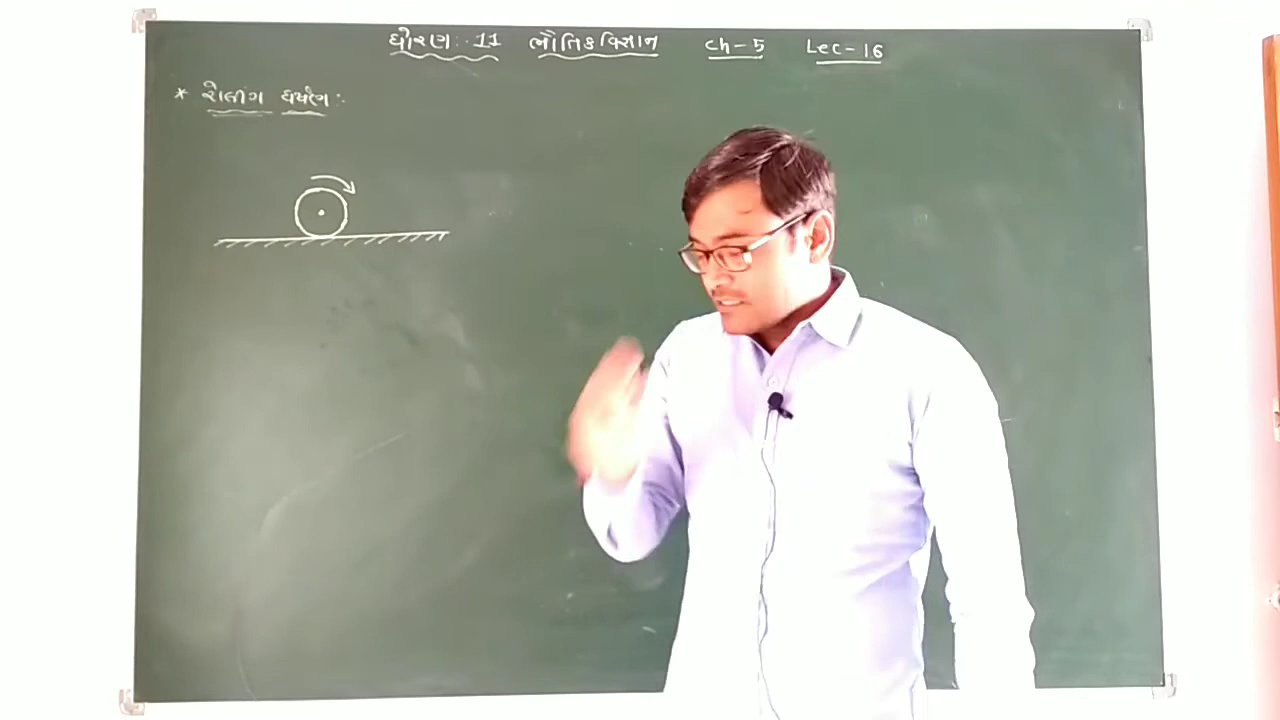 ધોરણ :- 11 ભૌતિકવિજ્ઞાન Ch-5 Lec-16
* રોલીંગ ઘર્ષણ :-